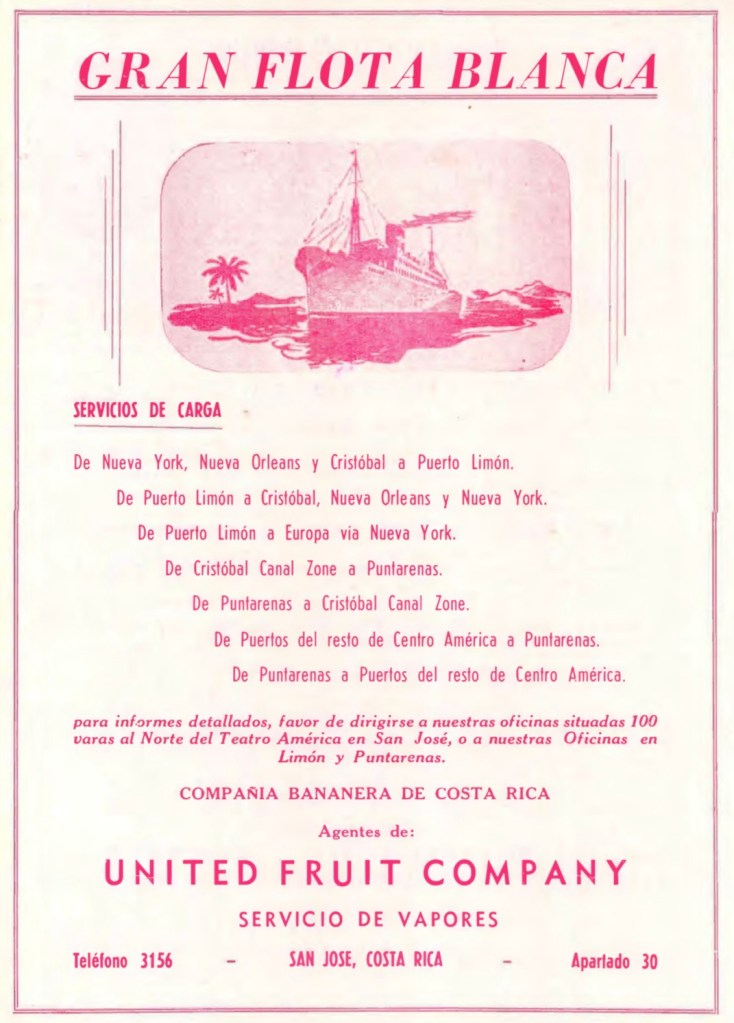 GRAN FLOTA BLANCA
SERVICIOS DE CARGA
De Nueva York, Nueva Orleans y Cristóbal a Puerto Limón.
De Puerto Limón a Cristóbal, Nueva Orleans y Nueva York.
De Puerto Limón a Europa via Nueva York.
De Cristóbal Canal Zone a Puntarenas.
De Puntarenas a Cristóbal Canal Zone.
De Puertos del resto de Centro América a Puntarenas.
De Puntarenas a Puertos del resto de Centro América.
para informes detallados, favor de dirigirse a nuestras oficinas situadas 100
varas al Norte del Teatro América en San José, o a nuestras Oficinas en
Limón y Puntarenas.
COMPAÑIA BANANERA DE COSTA RICA
Agentes de:
UNITED FRUIT COMPANY
SERVICIO DE VAPORES
Teléfono 3156 - SAN JOSE, COSTA RICA - Apartado 30